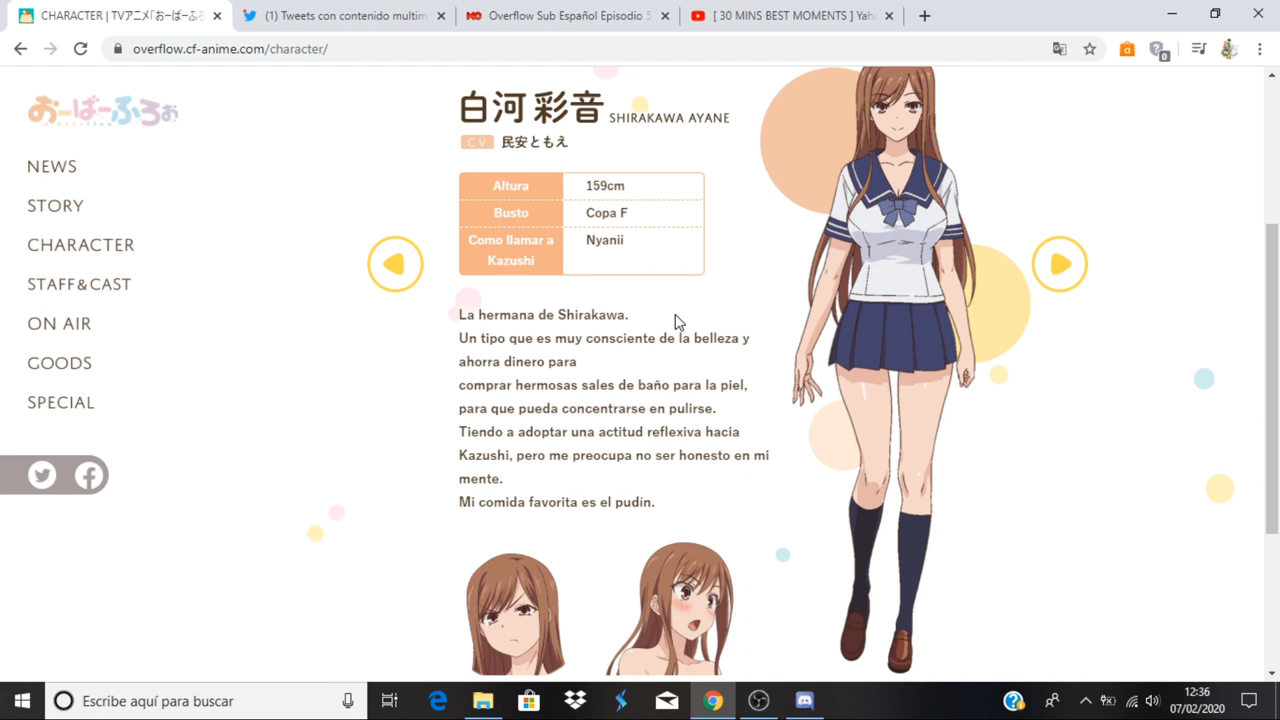 CHARACTER | TVアニメ「おーばーふろ
(1) Tweets con contenido multim
Overflow Sub Español Episodio 5
[ 30 MINS BEST MOMENTS ] Yah
overflow.cf-anime.com/character/
おーばーふろぉ
NEWS
STORY
CHARACTER
STAFF&CAST
ON AIR
GOODS
SPECIAL
白河 彩音 SHIRAKAWA AYANE
CV 民安ともえ
Altura 159cm
Busto Copa F
Como llamar a Nyanii
Kazushi
La hermana de Shirakawa.
Un tipo que es muy consciente de la belleza y
ahorra dinero para
comprar hermosas sales de baño para la piel,
para que pueda concentrarse en pulirse.
Tiendo a adoptar una actitud reflexiva hacia
Kazushi, pero me preocupa no ser honesto en mi
mente.
Mi comida favorita es el pudín.
Escribe aquí para buscar
12:36
07/02/2020